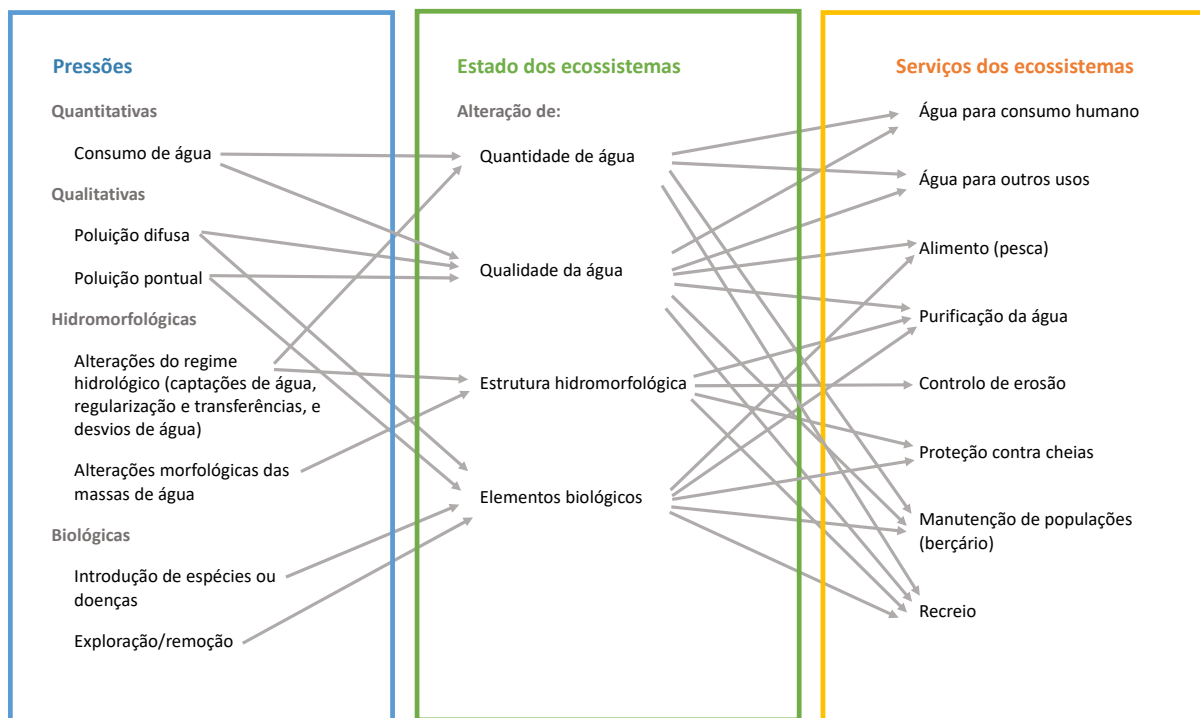 Pressões
Quantitativas
Consumo de água
Qualitativas
Poluição difusa
Poluição pontual
Hidromorfológicas
Alterações do regime
hidrológico (captações de água,
regularização e transferências, e
desvios de água)
Alterações morfológicas das
massas de água
Biológicas
Introdução de espécies ou
doenças
Exploração/remoção
Estado dos ecossistemas
Alteração de:
Quantidade de água
Qualidade da água
Estrutura hidromorfológica
Elementos biológicos
Serviços dos ecossistemas
Água para consumo humano
Água para outros usos
Alimento (pesca)
Purificação da água
Controlo de erosão
Proteção contra cheias
Manutenção de populações
(berçário)
Recreio